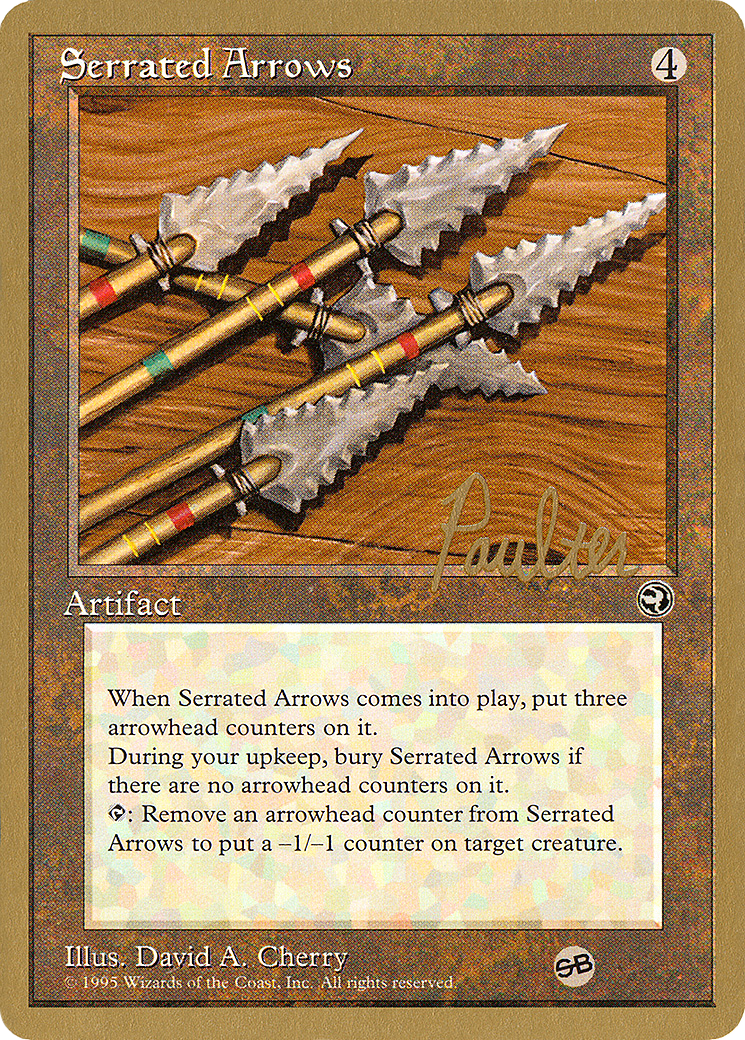 Serrated Arrows 4
Paulter
Artifact
When Serrated Arrows comes into play, put three
arrowhead counters on it.
During your upkeep, bury Serrated Arrows if
there are no arrowhead counters on it.
: Remove an arrowhead counter from Serrated
Arrows to put a –1/–1 counter on target creature.
Illus. David A. Cherry
SB
© 1995 Wizards of the Coast, Inc. All rights reserved.